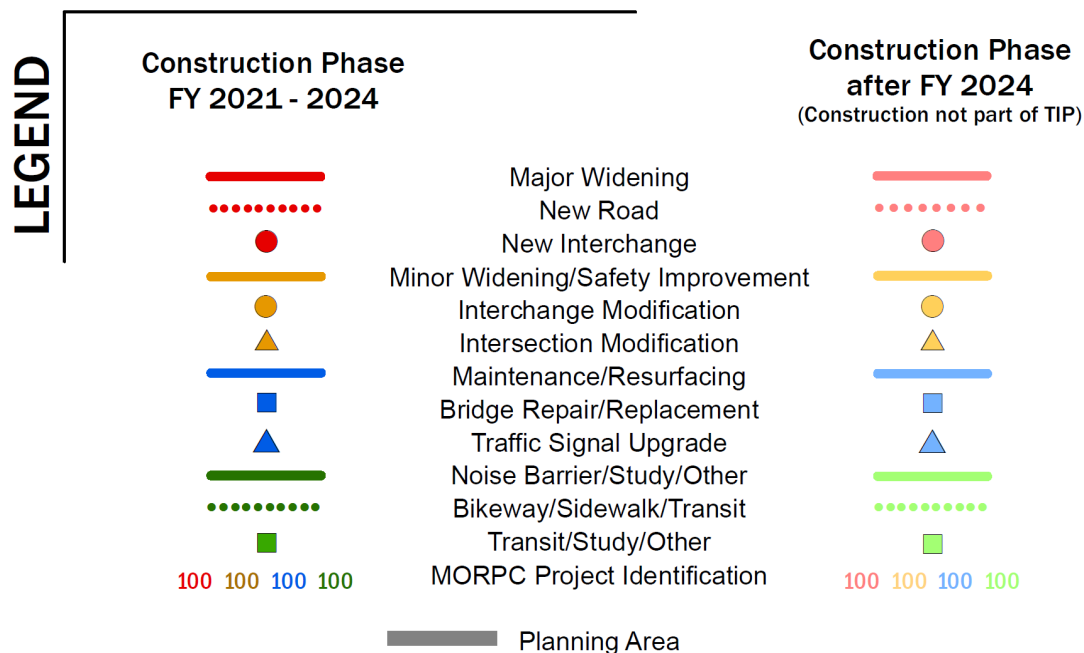 LEGEND
Construction Phase
FY 2021 - 2024
Construction Phase
after FY 2024
(Construction not part of TIP)
Major Widening
New Road
New Interchange
Minor Widening/Safety Improvement
Interchange Modification
Intersection Modification
Maintenance/Resurfacing
Bridge Repair/Replacement
Traffic Signal Upgrade
Noise Barrier/Study/Other
Bikeway/Sidewalk/Transit
Transit/Study/Other
100 100 100 100 MORPC Project Identification 100 100 100 100
Planning Area